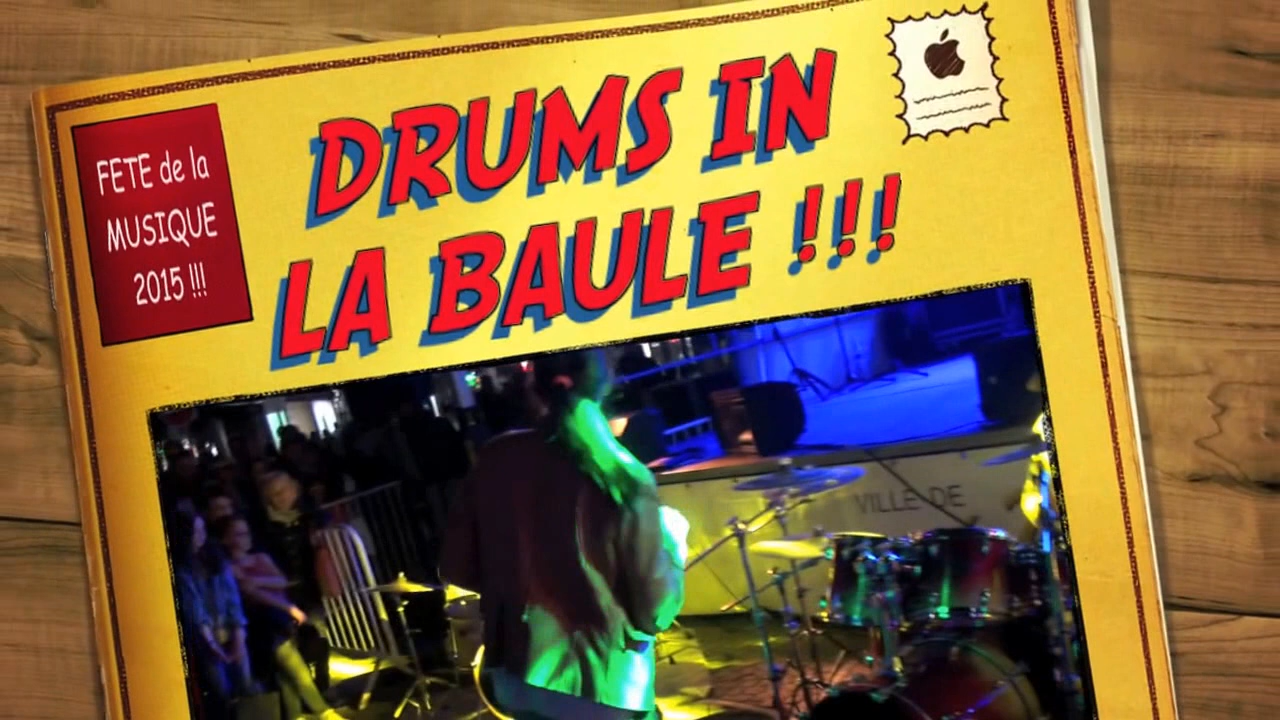 FETE de la
MUSIQUE
2015 !!!
DRUMS IN
LA BAULE !!!
VILLE DE